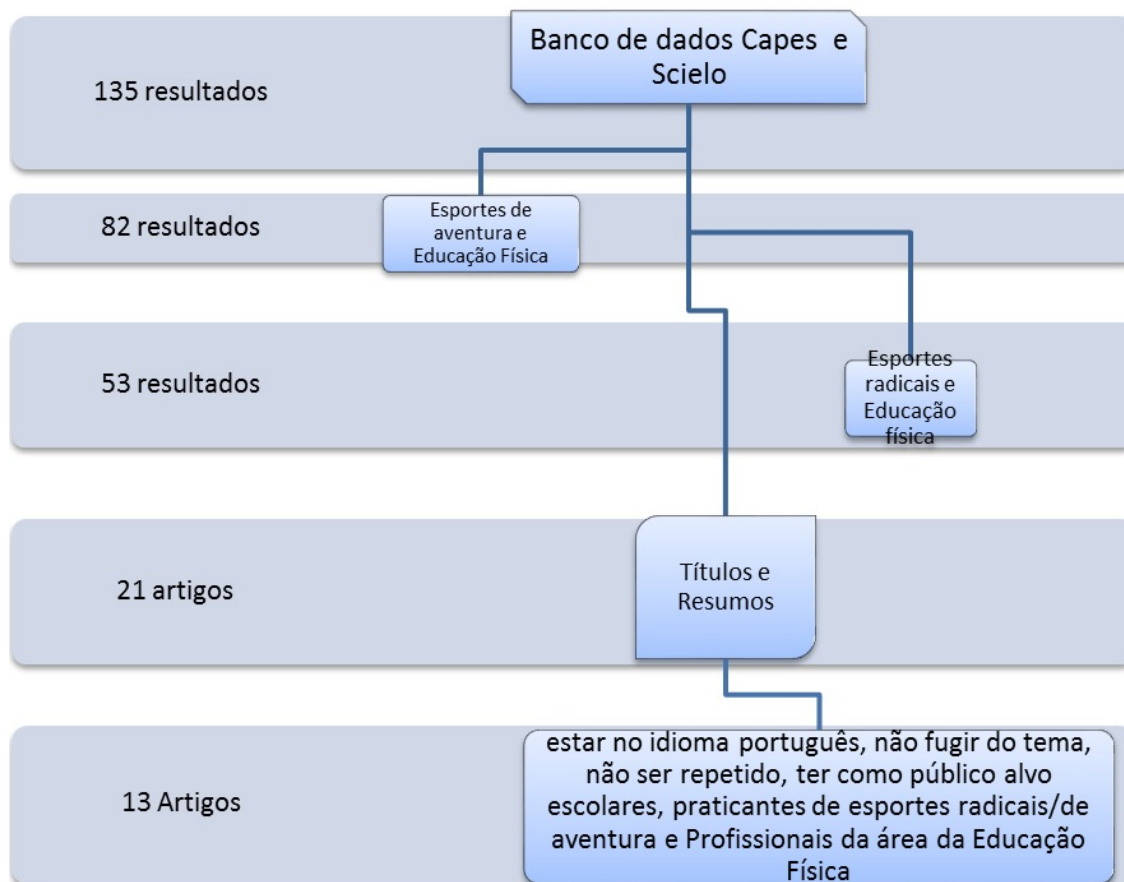 135 resultados
Banco de dados Capes e
Scielo
82 resultados
Esportes de
aventura e
Educação Física
53 resultados
Esportes
radicais e
Educação
física
21 artigos
Títulos e
Resumos
13 Artigos
estar no idioma português, não fugir do tema,
não ser repetido, ter como público alvo
escolares, praticantes de esportes radicais/de
aventura e Profissionais da área da Educação
Física